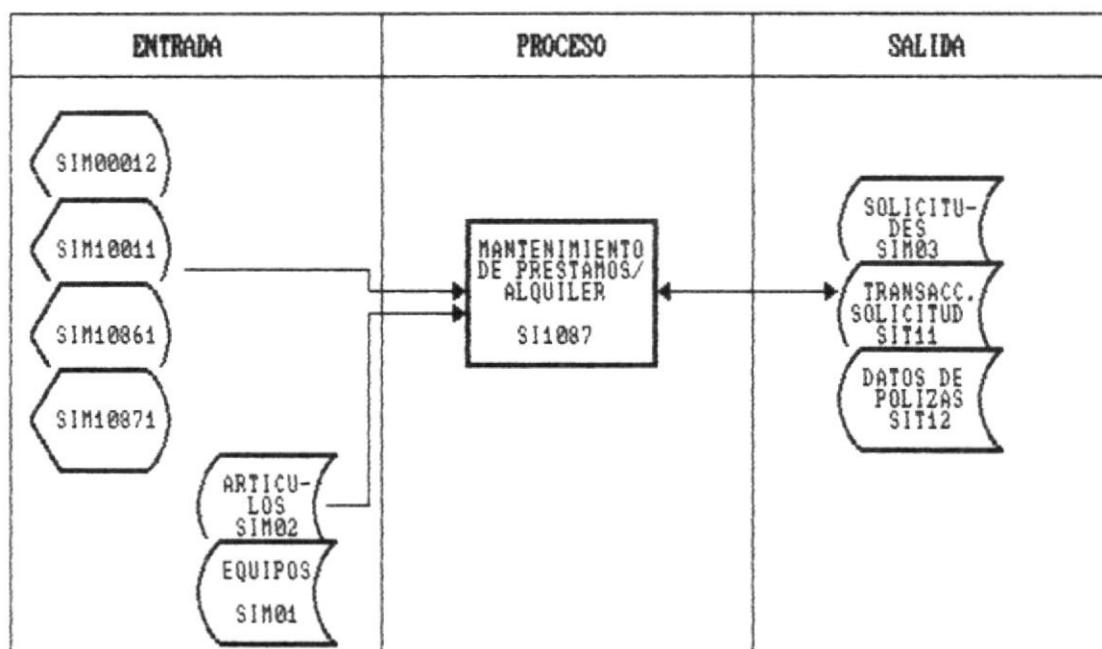 ENTRADA
PROCESO
SALIDA
SIM00012
SIM10011
SIM10861
SIM10871
ARTICU-
LOS
SIM02
EQUIPOS
SIM01
MANTENIMIENTO
DE PRESTAMOS/
ALQUILER
SI1087
SOLICITU-
DES
SIM03
TRANSACC.
SOLICITUD
SIT11
DATOS DE
POLIZAS
SIT12